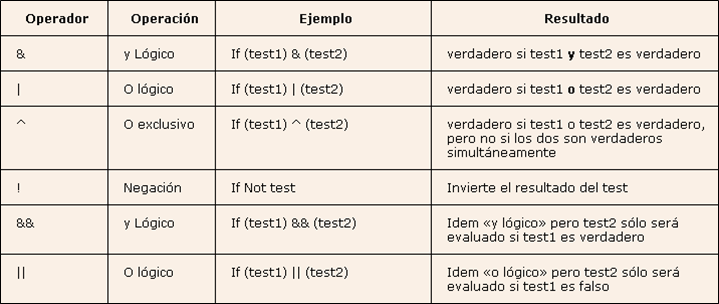 Operador Operación Ejemplo Resultado
& y Lógico If (test1) & (test2) verdadero si test1 y test2 es verdadero
| O lógico If (test1) | (test2) verdadero si test1 o test2 es verdadero
^ O exclusivo If (test1) ^ (test2) verdadero si test1 o test2 es verdadero,
pero no si los dos son verdaderos
simultáneamente
! Negación If Not test Invierte el resultado del test
&& y Lógico If (test1) && (test2) Idem «y lógico» pero test2 sólo será
evaluado si test1 es verdadero
|| O lógico If (test1) || (test2) Idem «o lógico» pero test2 sólo será
evaluado si test1 es falso